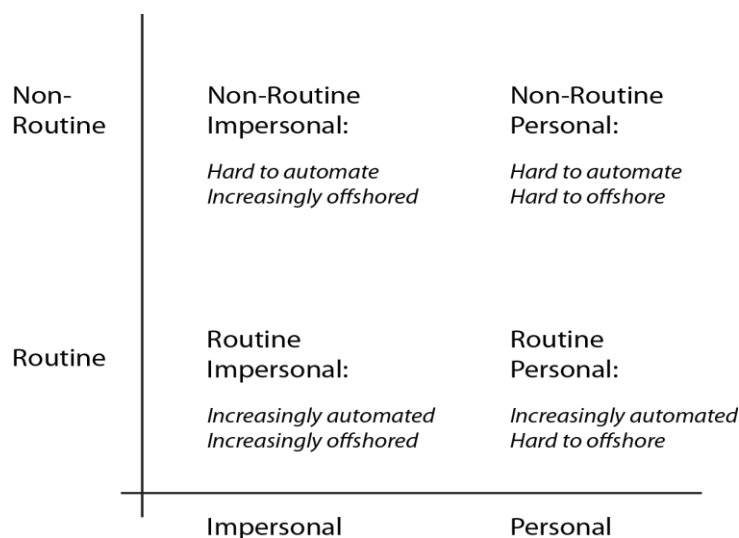 Non-
Routine
Non-Routine
Impersonal:
Hard to automate
Increasingly offshored
Non-Routine
Personal:
Hard to automate
Hard to offshore
Routine
Routine
Impersonal:
Increasingly automated
Increasingly offshored
Routine
Personal:
Increasingly automated
Hard to offshore
Impersonal
Personal